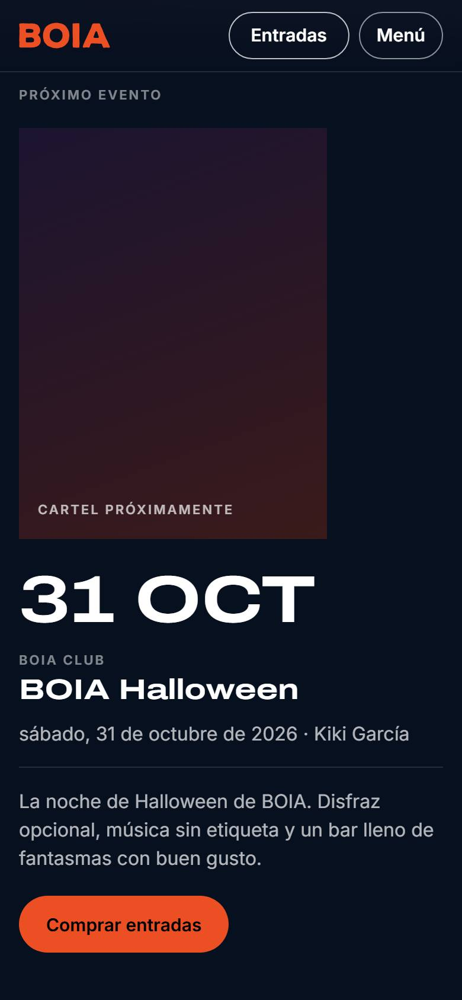 BOIA
Entradas
Menú
PRÓXIMO EVENTO
CARTEL PRÓXIMAMENTE
31 OCT
BOIA CLUB
BOIA Halloween
sábado, 31 de octubre de 2026 · Kiki García
La noche de Halloween de BOIA. Disfraz
opcional, música sin etiqueta y un bar lleno de
fantasmas con buen gusto.
Comprar entradas